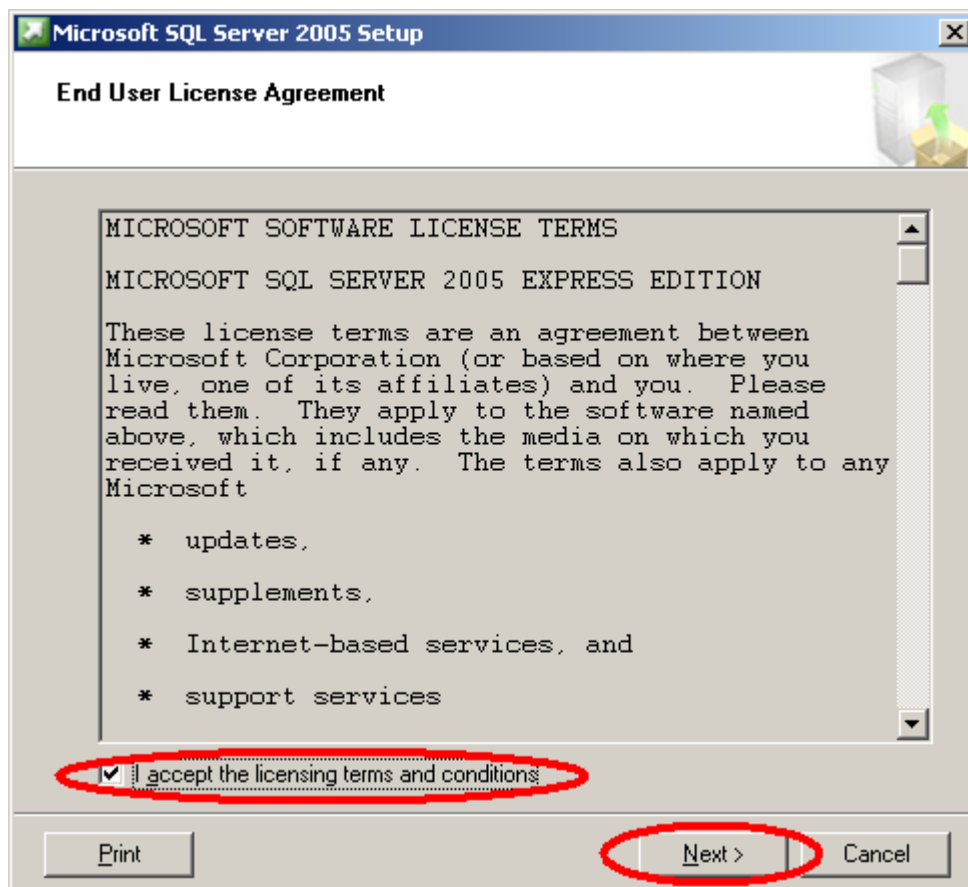 Microsoft SQL Server 2005 Setup
End User License Agreement
MICROSOFT SOFTWARE LICENSE TERMS
MICROSOFT SQL SERVER 2005 EXPRESS EDITION
These license terms are an agreement between
Microsoft Corporation (or based on where you
live, one of its affiliates) and you.  Please
read them.  They apply to the software named
above, which includes the media on which you
received it, if any.  The terms also apply to any
Microsoft
* updates,
* supplements,
* Internet-based services, and
* support services
I accept the licensing terms and conditions
Print
Next >
Cancel